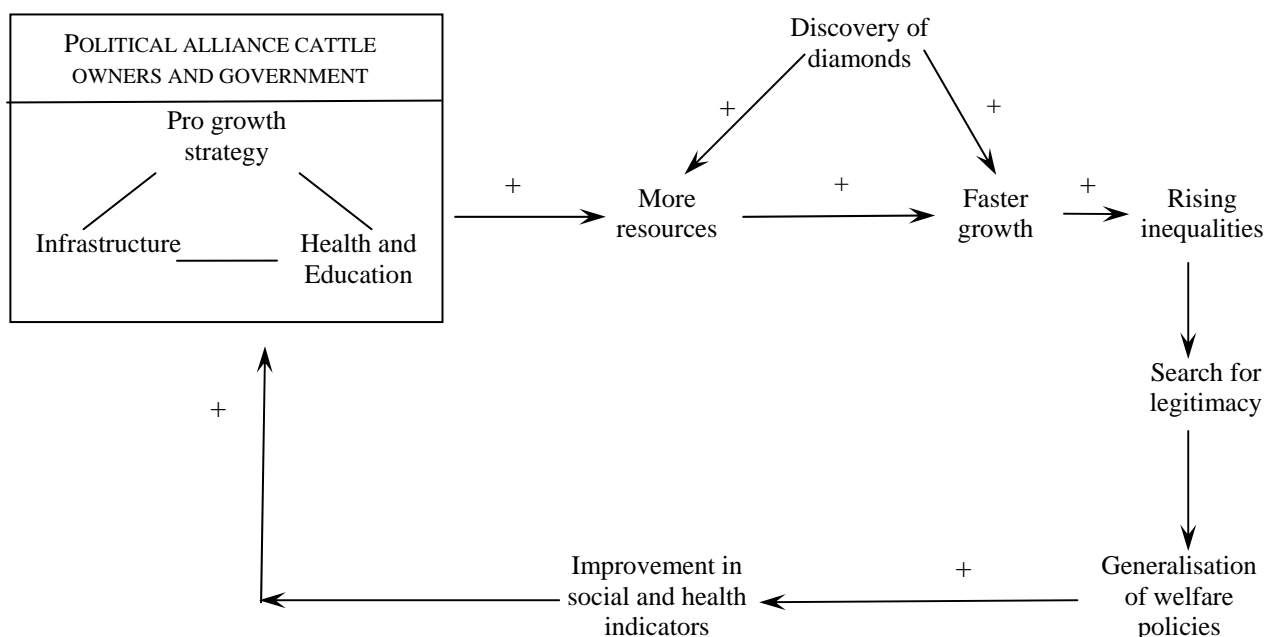 POLITICAL ALLIANCE CATTLE
OWNERS AND GOVERNMENT
Pro growth
strategy
Infrastructure
Health and
Education
+
More
resources
Discovery of
diamonds
+
+
+
Faster
growth
+
Rising
inequalities
Search for
legitimacy
Generalisation
of welfare
policies
+
Improvement in
social and health
indicators
+